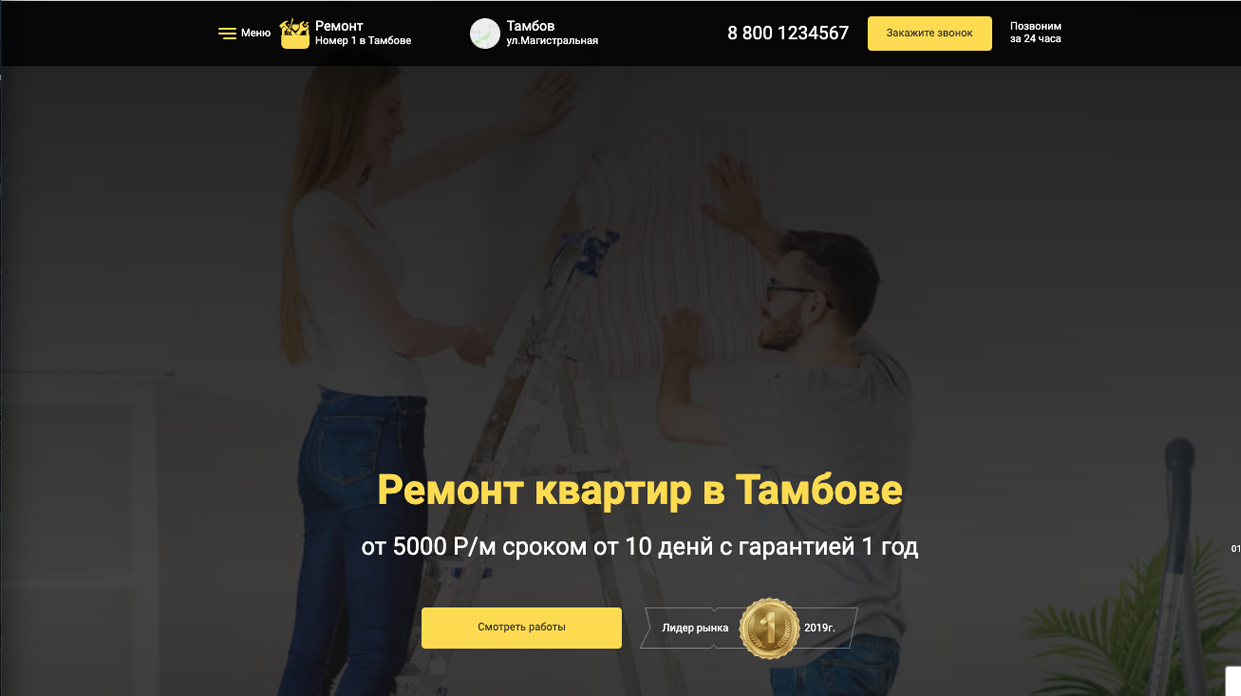 Меню
Ремонт
Номер 1 в Тамбове
Тамбов
ул.Магистральная
8 800 1234567
Закажите звонок
Позвоним
за 24 часа
Ремонт квартир в Тамбове
от 5000 Р/м сроком от 10 денй с гарантией 1 год
Смотреть работы
Лидер рынка
1
2019г.
01